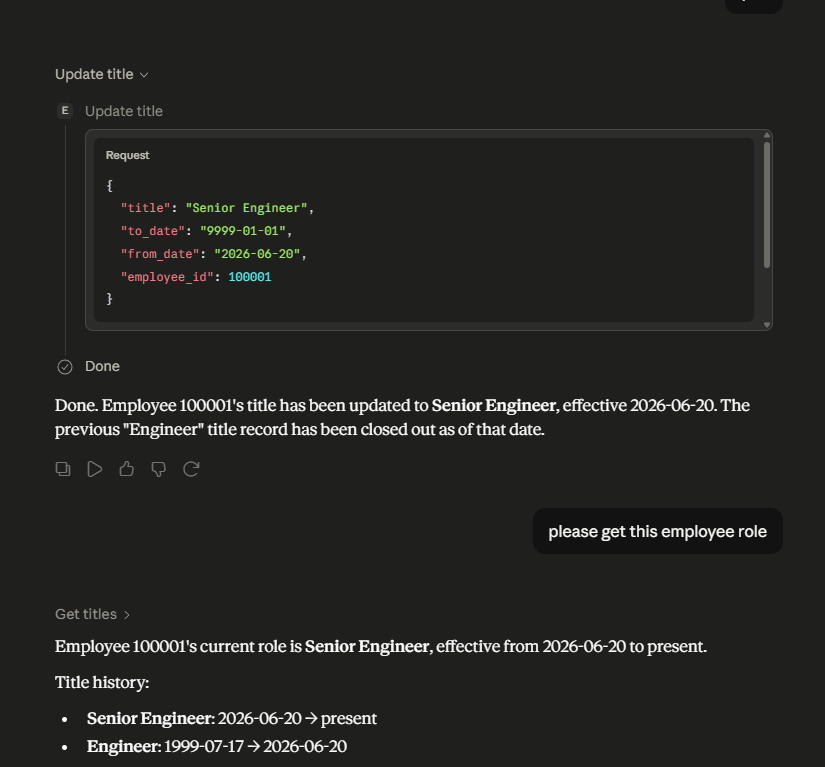 Update title
E Update title
Request
{
"title": "Senior Engineer",
"to_date": "9999-01-01",
"from_date": "2026-06-20",
"employee_id": 100001
}
Done
Done. Employee 100001's title has been updated to Senior Engineer, effective 2026-06-20. The
previous "Engineer" title record has been closed out as of that date.
please get this employee role
Get titles
Employee 100001's current role is Senior Engineer, effective from 2026-06-20 to present.
Title history:
• Senior Engineer: 2026-06-20 → present
• Engineer: 1999-07-17 → 2026-06-20